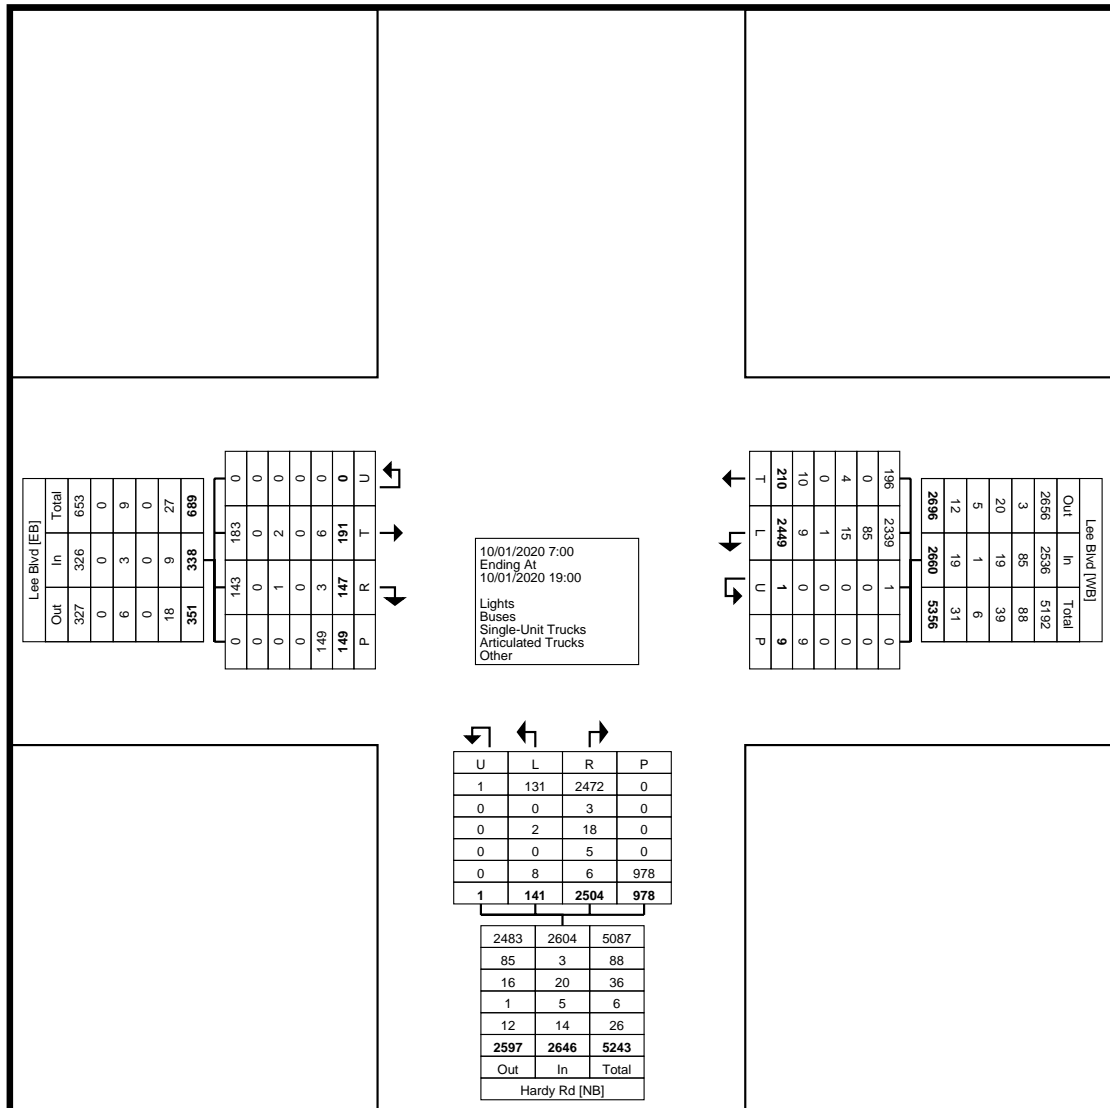 Lee Blvd [EB]
Total 653 0 9 0 27 689
In 326 0 3 0 9 338
Out 327 0 6 0 18 351
0 0 0 0 0 0 U
183 0 2 0 6 191 T
143 0 1 0 3 147 R
0 0 0 0 149 149 P
10/01/2020 7:00
Ending At
10/01/2020 19:00
Lights
Buses
Single-Unit Trucks
Articulated Trucks
Other
T 210 10 0 4 0 196
L 2449 9 1 15 85 2339
U 1 0 0 0 0 1
P 9 9 0 0 0 0
Lee Blvd [WB]
2696 12 5 20 3 2656 Out
2660 19 1 19 85 2536 In
5356 31 6 39 88 5192 Total
U L R P
1 131 2472 0
0 0 3 0
0 2 18 0
0 0 5 0
0 8 6 978
1 141 2504 978
2483 2604 5087
85 3 88
16 20 36
1 5 6
12 14 26
2597 2646 5243
Out In Total
Hardy Rd [NB]